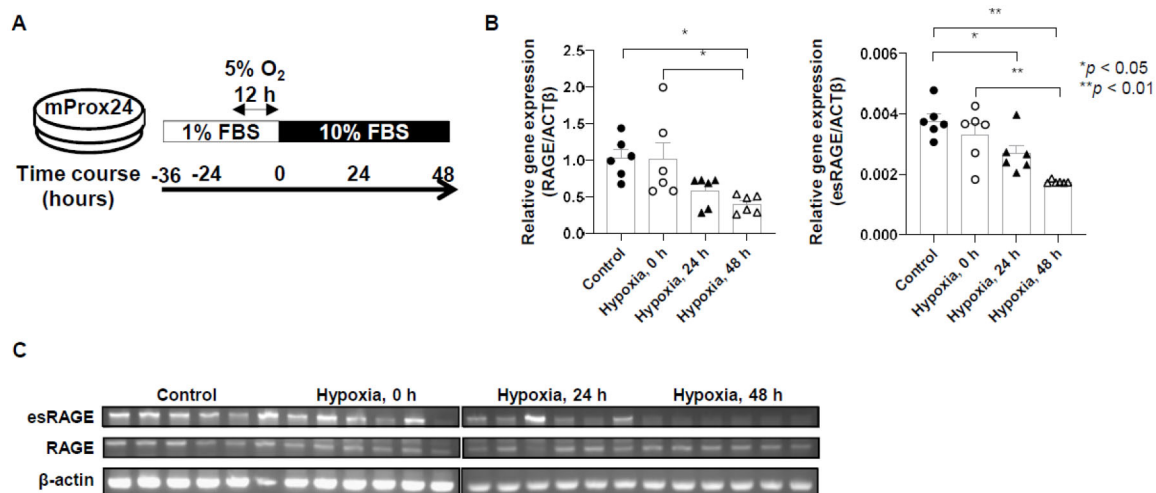 A
5% O2
12 h
mProx24
1% FBS
10% FBS
Time course
(hours)
-36
-24
0
24
48
B
Relative gene expression
(RAGE/ACTβ)
2.5
2.0
1.5
1.0
0.5
0.0
*
*
Control
Hypoxia, 0 h
Hypoxia, 24 h
Hypoxia, 48 h
Relative gene expression
(esRAGE/ACTβ)
0.006
0.004
0.002
0.000
**
*
**
Control
Hypoxia, 0 h
Hypoxia, 24 h
Hypoxia, 48 h
*p < 0.05
**p < 0.01
C
Control
Hypoxia, 0 h
Hypoxia, 24 h
Hypoxia, 48 h
esRAGE
RAGE
β-actin